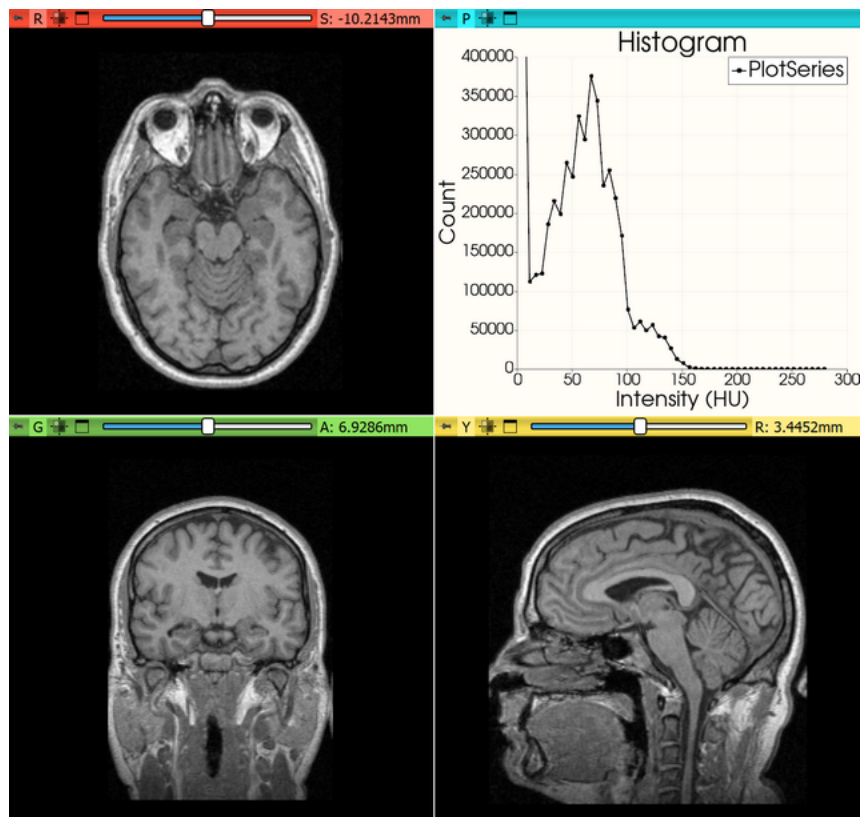 R S: -10.2143mm
P
Histogram
PlotSeries
400000
350000
300000
250000
200000
150000
100000
50000
0
Count
0 50 100 150 200 250 300
Intensity (HU)
G A: 6.9286mm
Y R: 3.4452mm